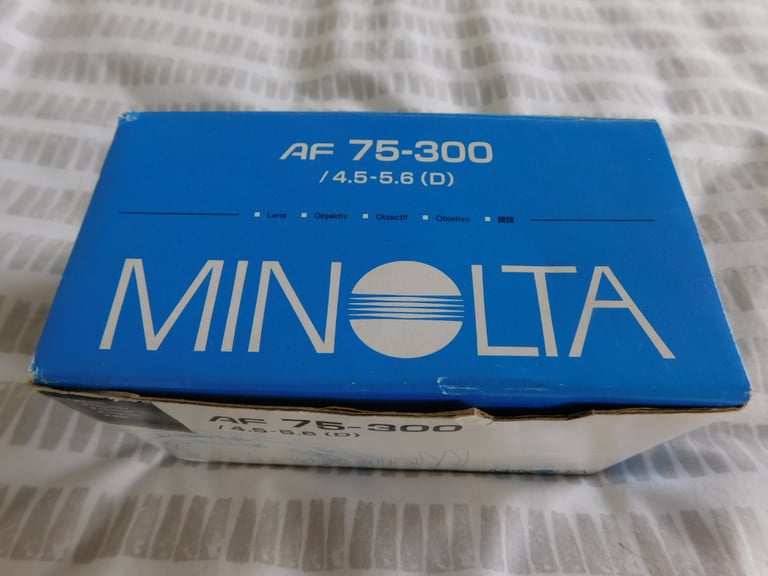 AF 75-300
/4.5-5.6 (D)
Lens Objektiv Objectif Objetivo 鏡頭
MINOLTA
AF 75-300
/4.5-5.6 (D)
MINOLTA